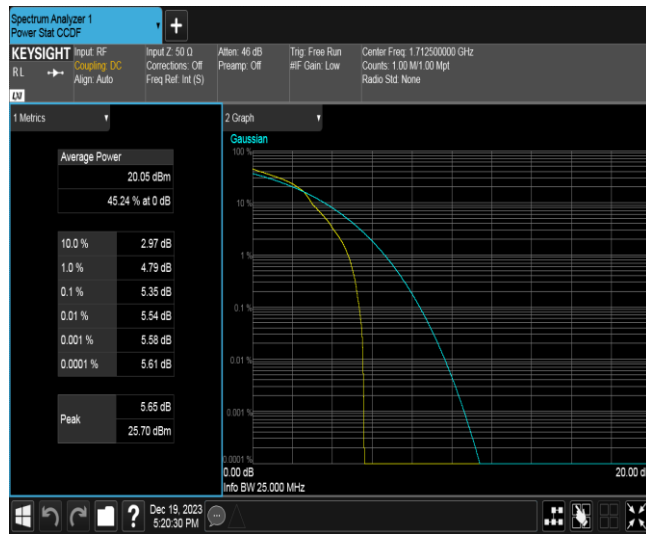 Spectrum Analyzer 1
Power Stat CCDF
+
KEYSIGHT
RL
LXI
Input: RF
Coupling: DC
Align: Auto
Input Z: 50 Ω
Corrections: Off
Freq Ref: Int (S)
Atten: 46 dB
Preamp: Off
Trig: Free Run
#IF Gain: Low
Center Freq: 1.712500000 GHz
Counts: 1.00 M/1.00 Mpt
Radio Std: None
1 Metrics
Average Power
20.05 dBm
45.24 % at 0 dB
10.0 % 2.97 dB
1.0 % 4.79 dB
0.1 % 5.35 dB
0.01 % 5.54 dB
0.001 % 5.58 dB
0.0001 % 5.61 dB
Peak
5.65 dB
25.70 dBm
2 Graph
Gaussian
100 %
10 %
1 %
0.1 %
0.01 %
0.001 %
0.0001 %
0.00 dB
20.00 d
Info BW 25.000 MHz
?
Dec 19, 2023
5:20:30 PM